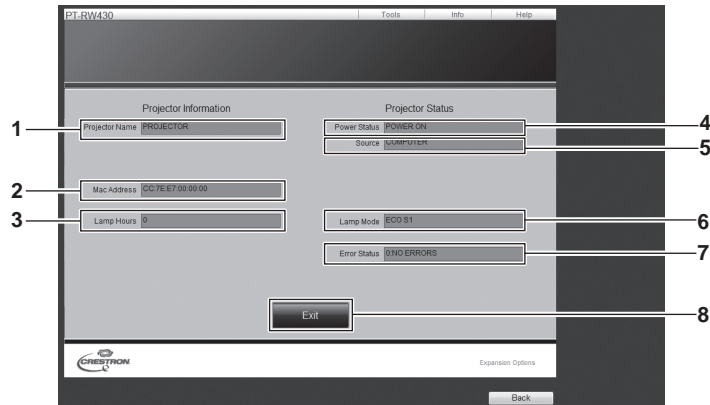 PT-RW430
Tools Info Help
Projector Information Projector Status
1 Projector Name PROJECTOR Power Status POWER ON 4
Source COMPUTER 5
2 Mac Address CC:7E:E7:00:00:00
3 Lamp Hours 0 Lamp Mode ECO S1 6
Error Status 0:NO ERRORS 7
Exit 8
CRESTRON Expansion Options
Back